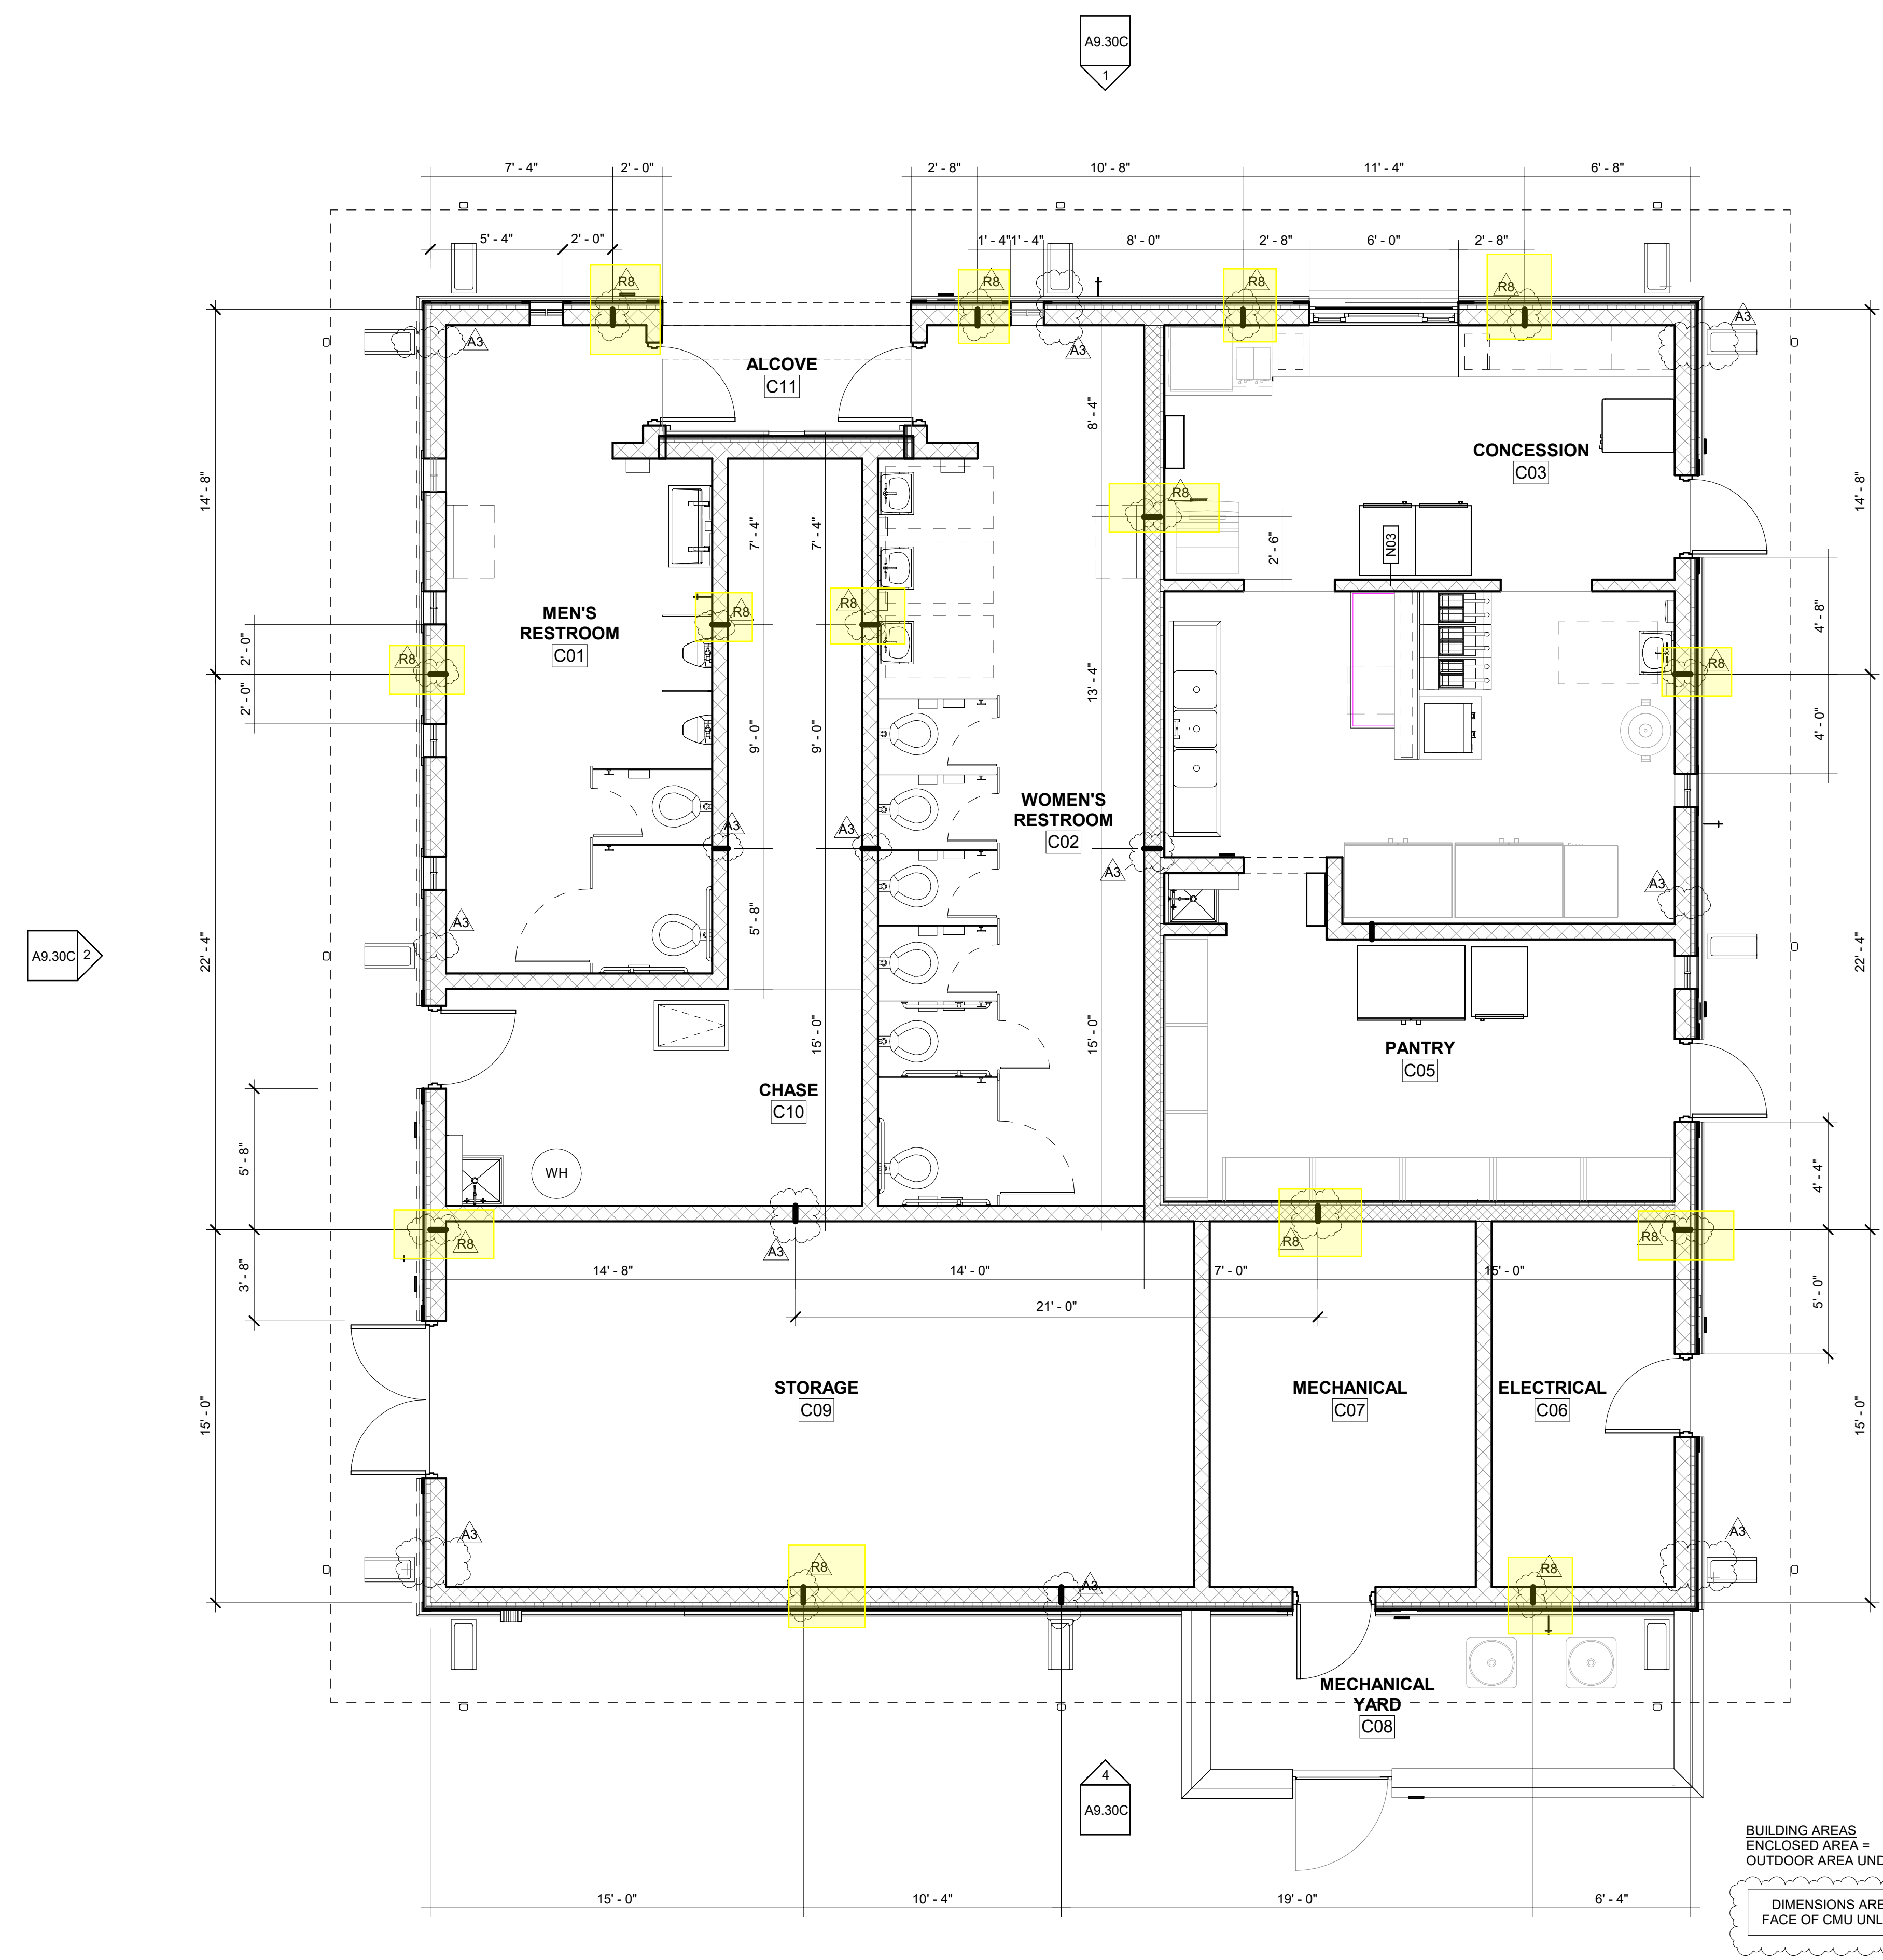 A9.30C
1
7' - 4"
2' - 0"
2' - 8"
10' - 8"
11' - 4"
6' - 8"
5' - 4"
2' - 0"
1' - 4"
1' - 4"
8' - 0"
2' - 8"
6' - 0"
2' - 8"
R8
R8
R8
R8
A3
A3
A3
ALCOVE
C11
8' - 4"
CONCESSION
C03
14' - 8"
14' - 8"
R8
7' - 4"
7' - 4"
2' - 6"
N03
MEN'S
RESTROOM
C01
R8
R8
4' - 8"
2' - 0"
2' - 0"
R8
R8
13' - 4"
9' - 0"
9' - 0"
4' - 0"
WOMEN'S
RESTROOM
C02
A3
A3
A3
A3
A3
5' - 8"
22' - 4"
22' - 4"
A9.30C
2
15' - 0"
15' - 0"
PANTRY
C05
CHASE
C10
WH
5' - 8"
4' - 4"
R8
A3
R8
R8
3' - 8"
14' - 8"
14' - 0"
7' - 0"
15' - 0"
5' - 0"
21' - 0"
STORAGE
C09
MECHANICAL
C07
ELECTRICAL
C06
15' - 0"
15' - 0"
A3
A3
R8
A3
R8
MECHANICAL
YARD
C08
4
A9.30C
BUILDING AREAS
ENCLOSED AREA =
OUTDOOR AREA UND
15' - 0"
10' - 4"
19' - 0"
6' - 4"
DIMENSIONS ARE
FACE OF CMU UNL